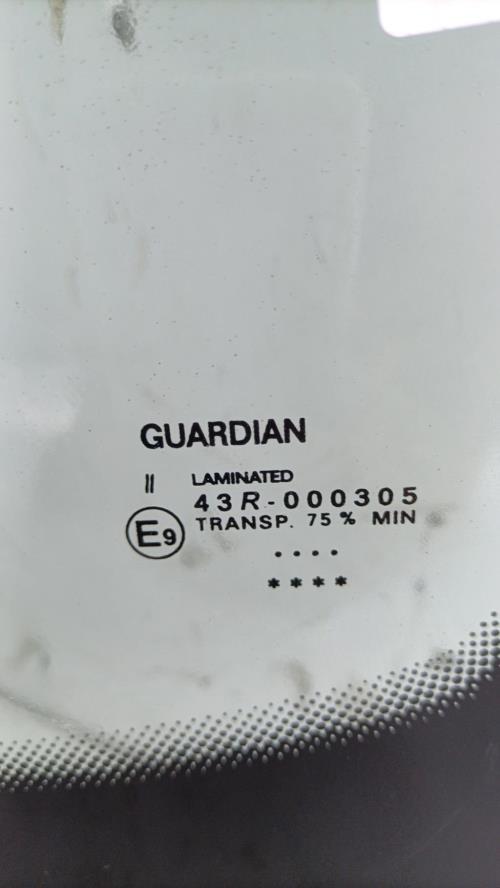 GUARDIAN
II LAMINATED
43R-000305
E9 TRANSP. 75% MIN
....
****